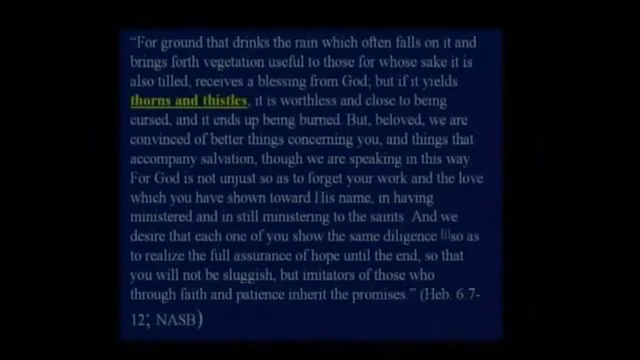 “For ground that drinks the rain which often falls on it and
brings forth vegetation useful to those for whose sake it is
also tilled, receives a blessing from God; but if it yields
thorns and thistles, it is worthless and close to being
cursed, and it ends up being burned. But, beloved, we are
convinced of better things concerning you, and things that
accompany salvation, though we are speaking in this way
For God is not unjust so as to forget your work and the love
which you have shown toward His name, in having
ministered and in still ministering to the saints. And we
desire that each one of you show the same diligence [i]so as
to realize the full assurance of hope until the end, so that
you will not be sluggish, but imitators of those who
through faith and patience inherit the promises.” (Heb. 6:7-
12; NASB)